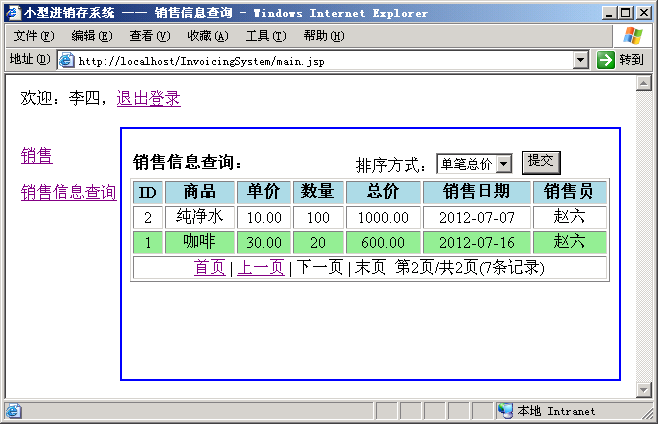 小型进销存系统 —— 销售信息查询 - Windows Internet Explorer
文件(F) 编辑(E) 查看(V) 收藏(A) 工具(T) 帮助(H)
地址(D) http://localhost/InvoicingSystem/main.jsp 转到
欢迎：李四，退出登录
销售
销售信息查询
销售信息查询： 排序方式： 单笔总价 提交
ID 商品 单价 数量 总价 销售日期 销售员
2 纯净水 10.00 100 1000.00 2012-07-07 赵六
1 咖啡 30.00 20 600.00 2012-07-16 赵六
首页 | 上一页 | 下一页 | 末页 第2页/共2页(7条记录)
本地 Intranet